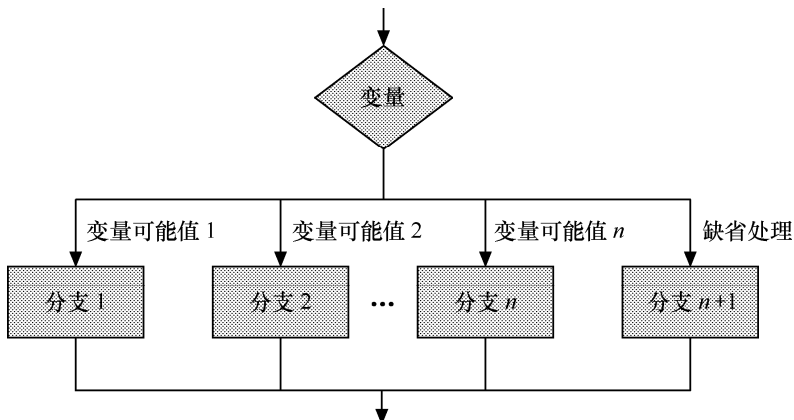 变量
变量可能值 1
变量可能值 2
变量可能值 n
缺省处理
分支 1
分支 2
...
分支 n
分支 n+1